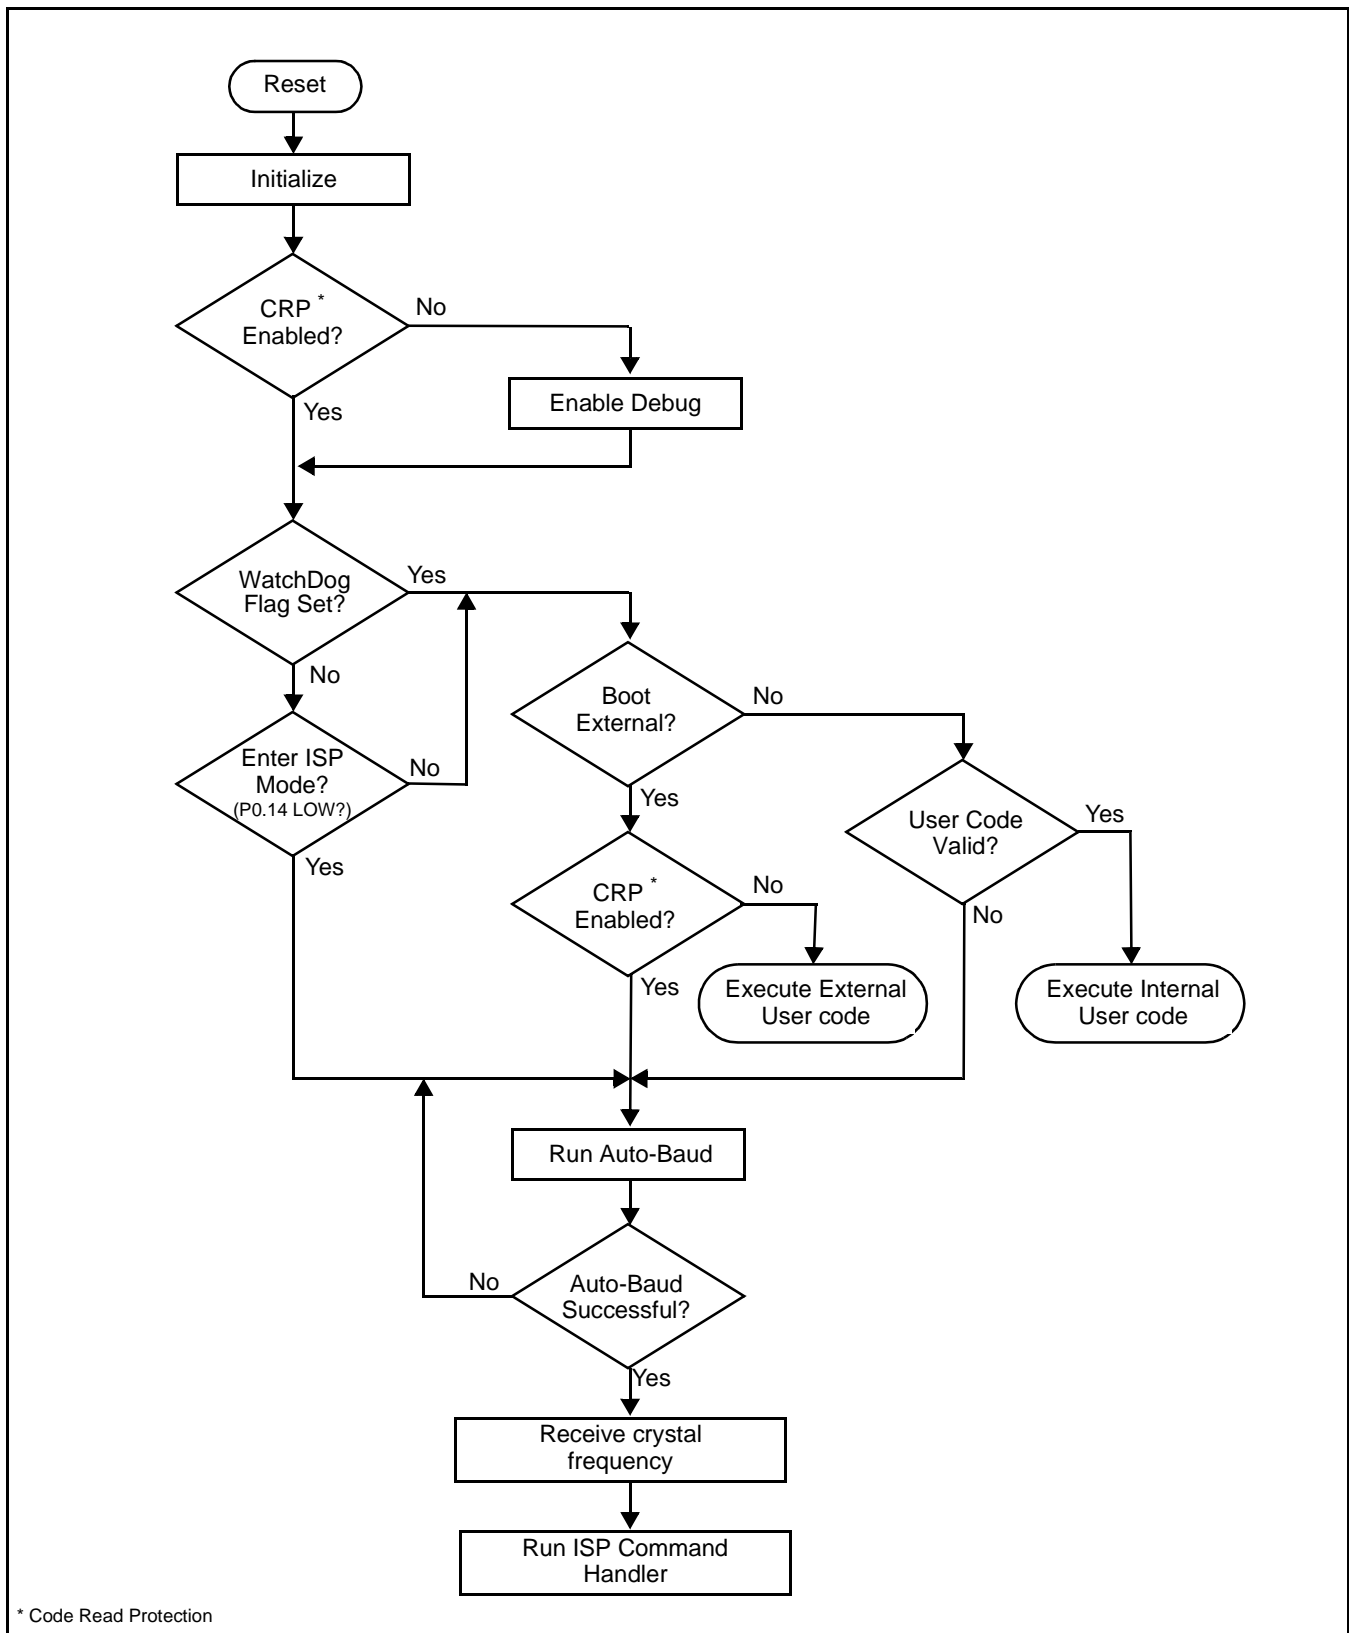 Reset
Initialize
CRP *
Enabled?
No
Enable Debug
Yes
WatchDog
Flag Set?
Yes
No
Boot
External?
No
Enter ISP
Mode?
(P0.14 LOW?)
No
Yes
Yes
User Code
Valid?
Yes
No
CRP *
Enabled?
No
Yes
Execute External
User code
Execute Internal
User code
Run Auto-Baud
No
Auto-Baud
Successful?
Yes
Receive crystal
frequency
Run ISP Command
Handler
* Code Read Protection